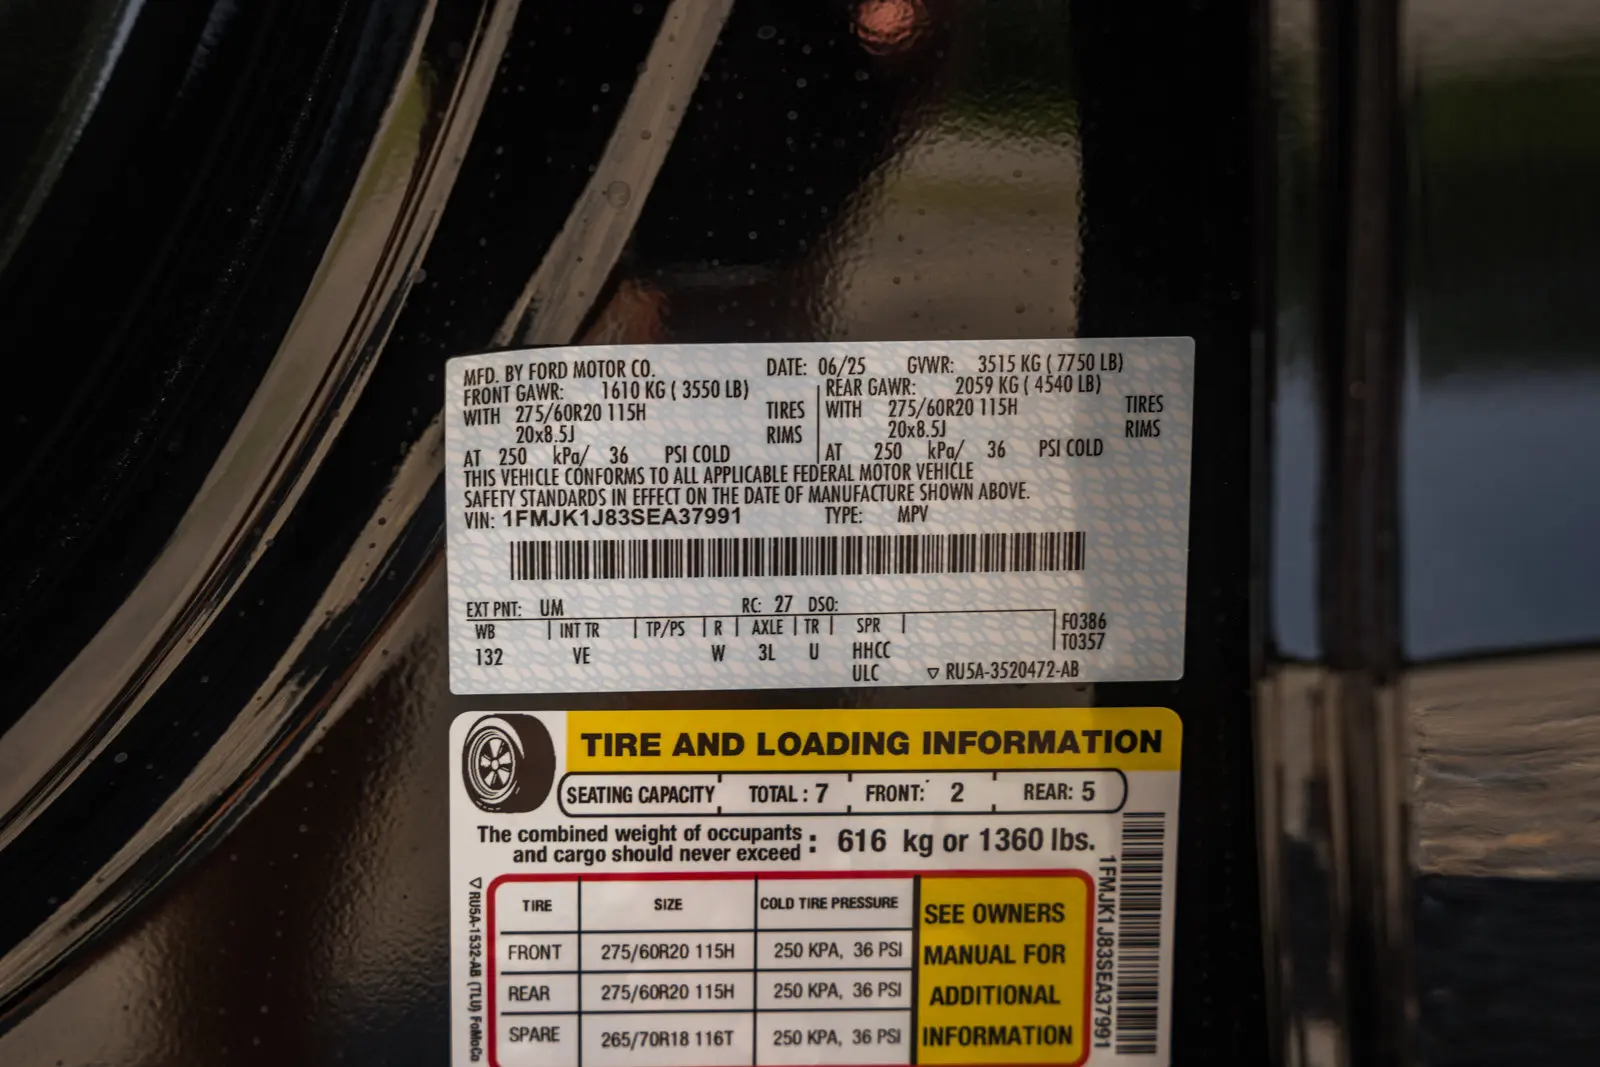 MFD. BY FORD MOTOR CO. DATE: 06/25 GVWR: 3515 KG ( 7750 LB)
FRONT GAWR: 1610 KG ( 3550 LB) REAR GAWR: 2059 KG ( 4540 LB)
WITH 275/60R20 115H TIRES WITH 275/60R20 115H TIRES
20x8.5J RIMS 20x8.5J RIMS
AT 250 kPa/ 36 PSI COLD AT 250 kPa/ 36 PSI COLD
THIS VEHICLE CONFORMS TO ALL APPLICABLE FEDERAL MOTOR VEHICLE
SAFETY STANDARDS IN EFFECT ON THE DATE OF MANUFACTURE SHOWN ABOVE.
VIN: 1FMJK1J83SEA37991 TYPE: MPV
EXT PNT: UM RC: 27 DSO:
WB INT TR TP/PS R AXLE TR SPR F0386
132 VE W 3L U HHCC T0357
ULC RU5A-3520472-AB
TIRE AND LOADING INFORMATION
SEATING CAPACITY TOTAL : 7 FRONT: 2 REAR: 5
The combined weight of occupants
and cargo should never exceed : 616 kg or 1360 lbs.
TIRE SIZE COLD TIRE PRESSURE
FRONT 275/60R20 115H 250 KPA, 36 PSI
REAR 275/60R20 115H 250 KPA, 36 PSI
SPARE 265/70R18 116T 250 KPA, 36 PSI
SEE OWNERS
MANUAL FOR
ADDITIONAL
INFORMATION
1FMJK1J83SEA37991
RU5A-1532-AB (TLU) FoMoCo